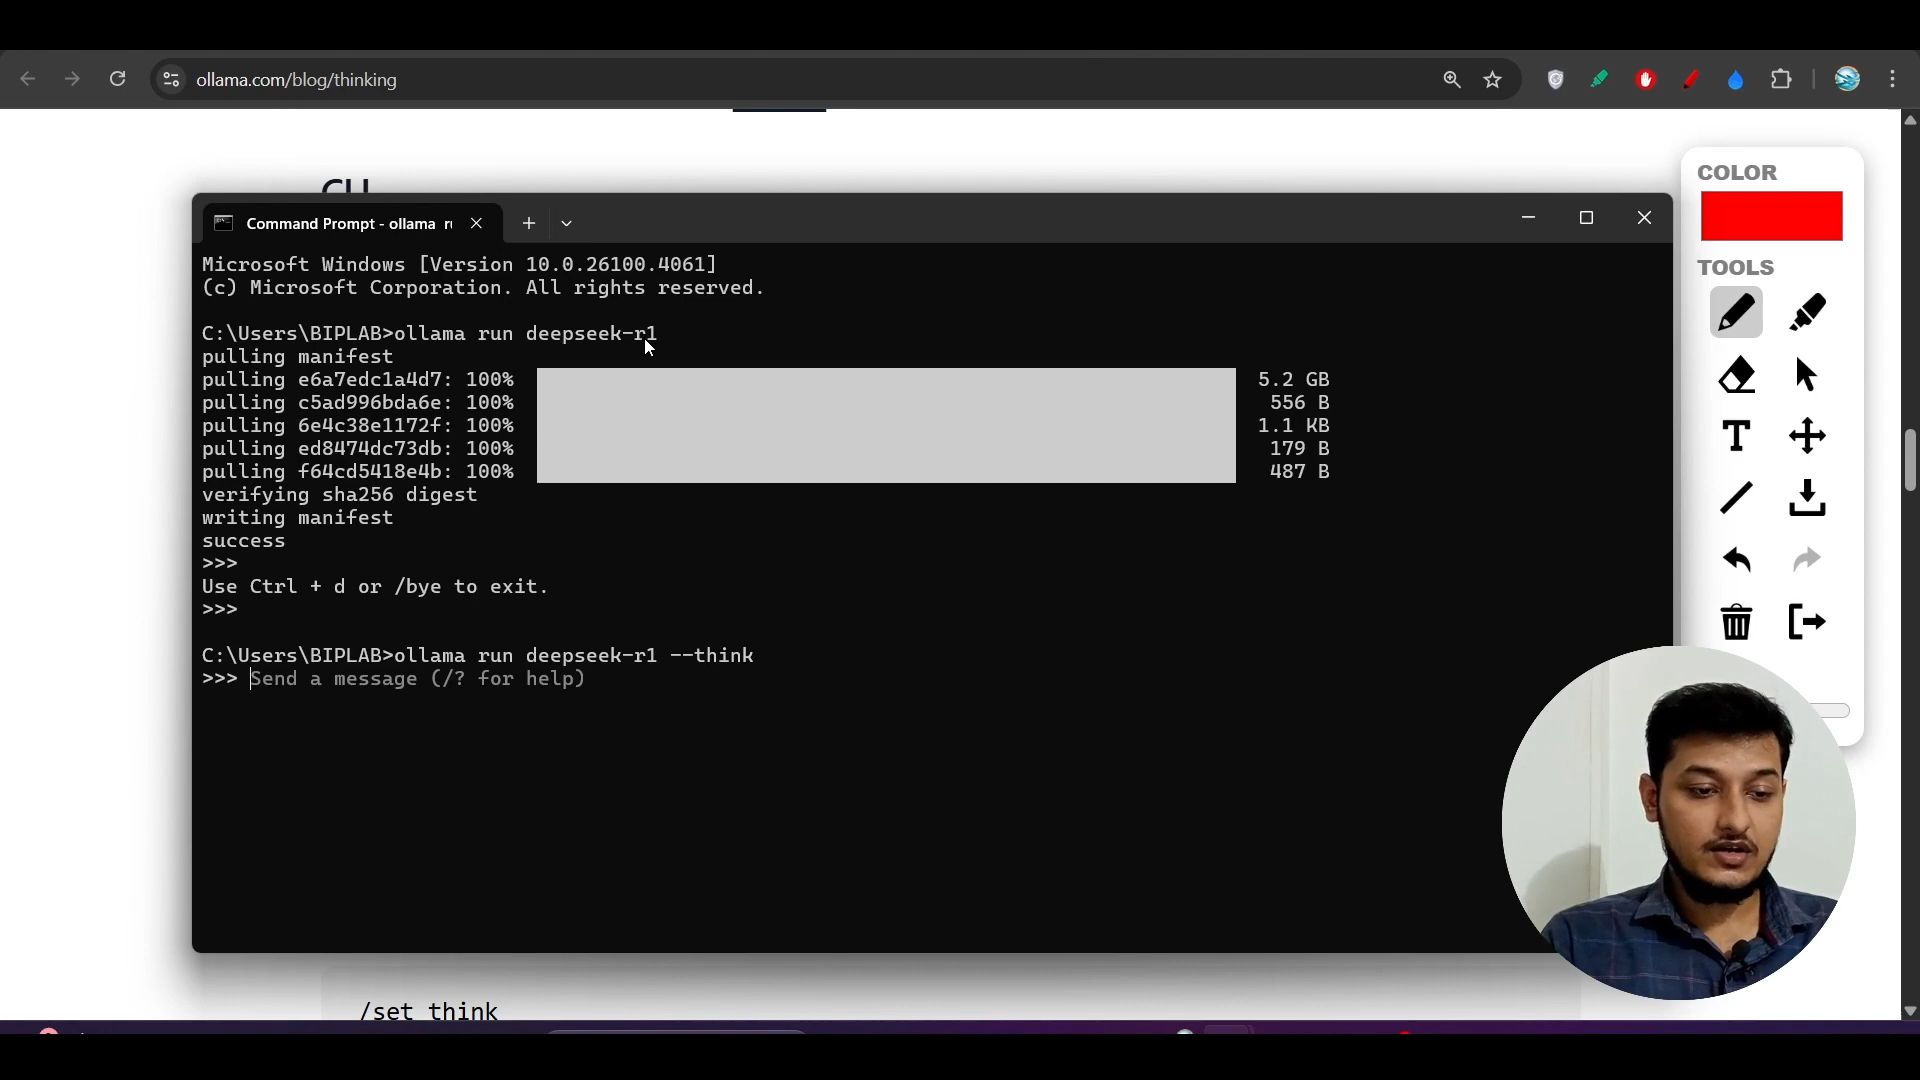 ollama.com/blog/thinking
COLOR
TOOLS
Command Prompt - ollama
Microsoft Windows [Version 10.0.26100.4061]
(c) Microsoft Corporation. All rights reserved.
C:\Users\BIPLAB>ollama run deepseek-r1
pulling manifest
pulling e6a7edc1a4d7: 100% 5.2 GB
pulling c5ad996bda6e: 100% 556 B
pulling 6e4c38e1172f: 100% 1.1 KB
pulling ed8474dc73db: 100% 179 B
pulling f64cd5418e4b: 100% 487 B
verifying sha256 digest
writing manifest
success
>>>
Use Ctrl + d or /bye to exit.
>>>
C:\Users\BIPLAB>ollama run deepseek-r1 --think
>>> Send a message (/? for help)
/set think